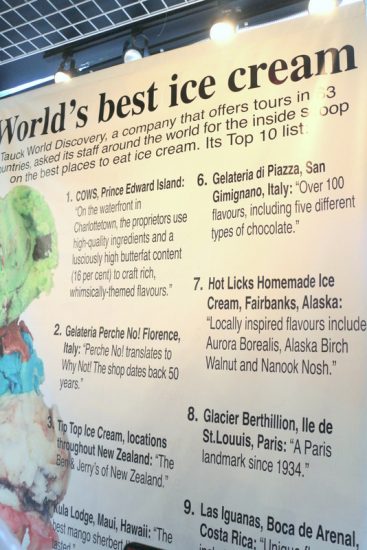 World's best ice cream
Tauck World Discovery, a company that offers tours in 63
countries, asked its staff around the world for the inside scoop
on the best places to eat ice cream. Its Top 10 list:
1. COWS, Prince Edward Island:
"On the waterfront in
Charlottetown, the proprietors use
high-quality ingredients and a
lusciously high butterfat content
(16 per cent) to craft rich,
whimsically-themed flavours."
2. Gelateria Perche No! Florence,
Italy: "Perche No! translates to
Why Not! The shop dates back 50
years."
3. Tip Top Ice Cream, locations
throughout New Zealand: "The
Ben & Jerry's of New Zealand."
Kula Lodge, Maui, Hawaii: "The
best mango sherbert
tasted."
6. Gelateria di Piazza, San
Gimignano, Italy: "Over 100
flavours, including five different
types of chocolate."
7. Hot Licks Homemade Ice
Cream, Fairbanks, Alaska:
"Locally inspired flavours include
Aurora Borealis, Alaska Birch
Walnut and Nanook Nosh."
8. Glacier Berthillion, Ile de
St.Louuis, Paris: "A Paris
landmark since 1934."
9. Las Iguanas, Boca de Arenal,
Costa Rica: "Unique